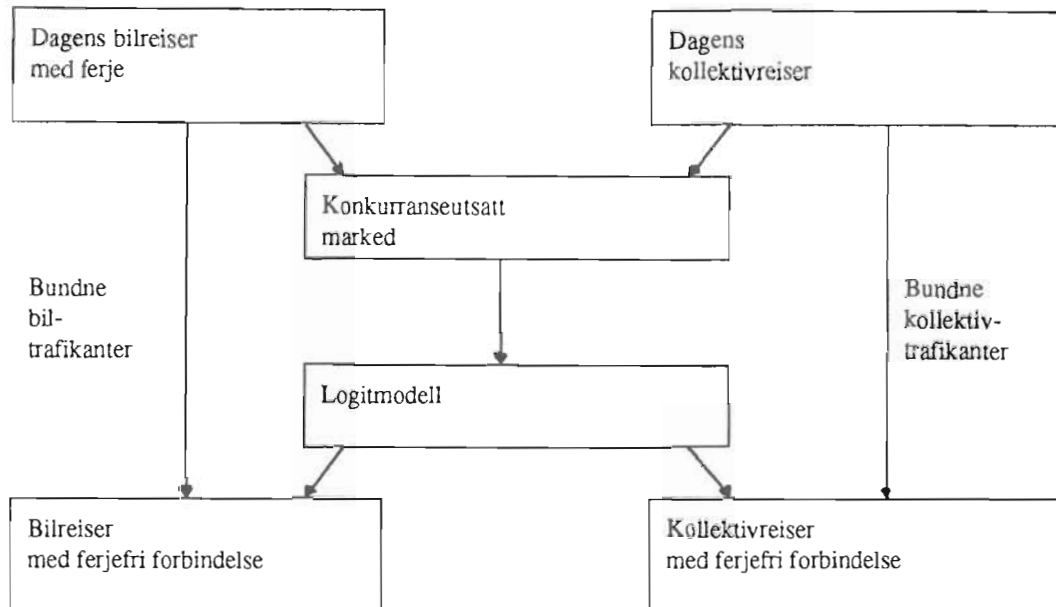 Dagens bilreiser
med ferje
Dagens
kollektivreiser
Konkurranseutsatt
marked
Bundne
bil-
trafikanter
Bundne
kollektiv-
trafikanter
Logitmodell
Bilreiser
med ferjefri forbindelse
Kollektivreiser
med ferjefri forbindelse